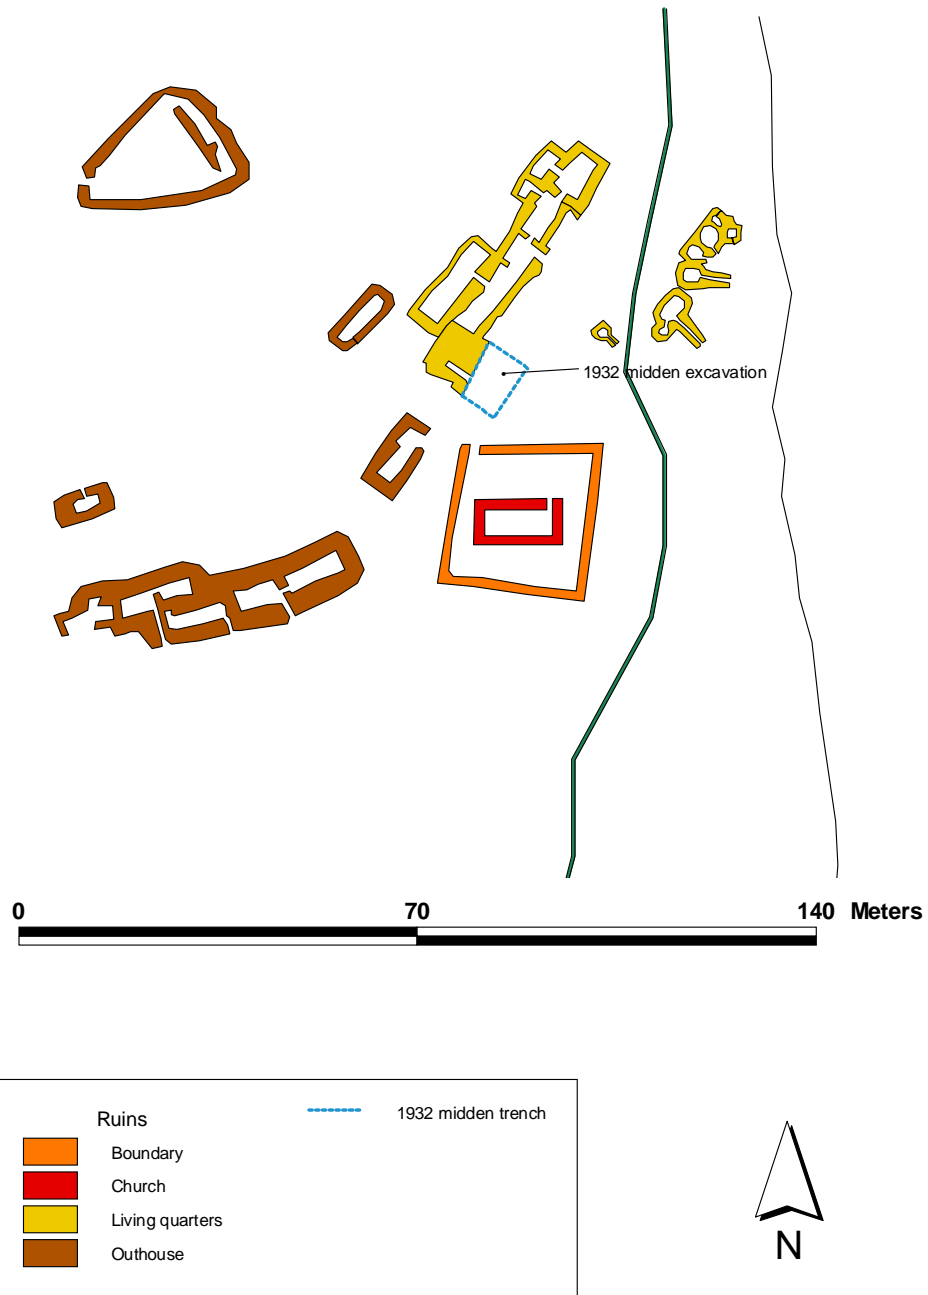 1932 midden excavation
0 70 140 Meters
Ruins
Boundary
Church
Living quarters
Outhouse
1932 midden trench
N